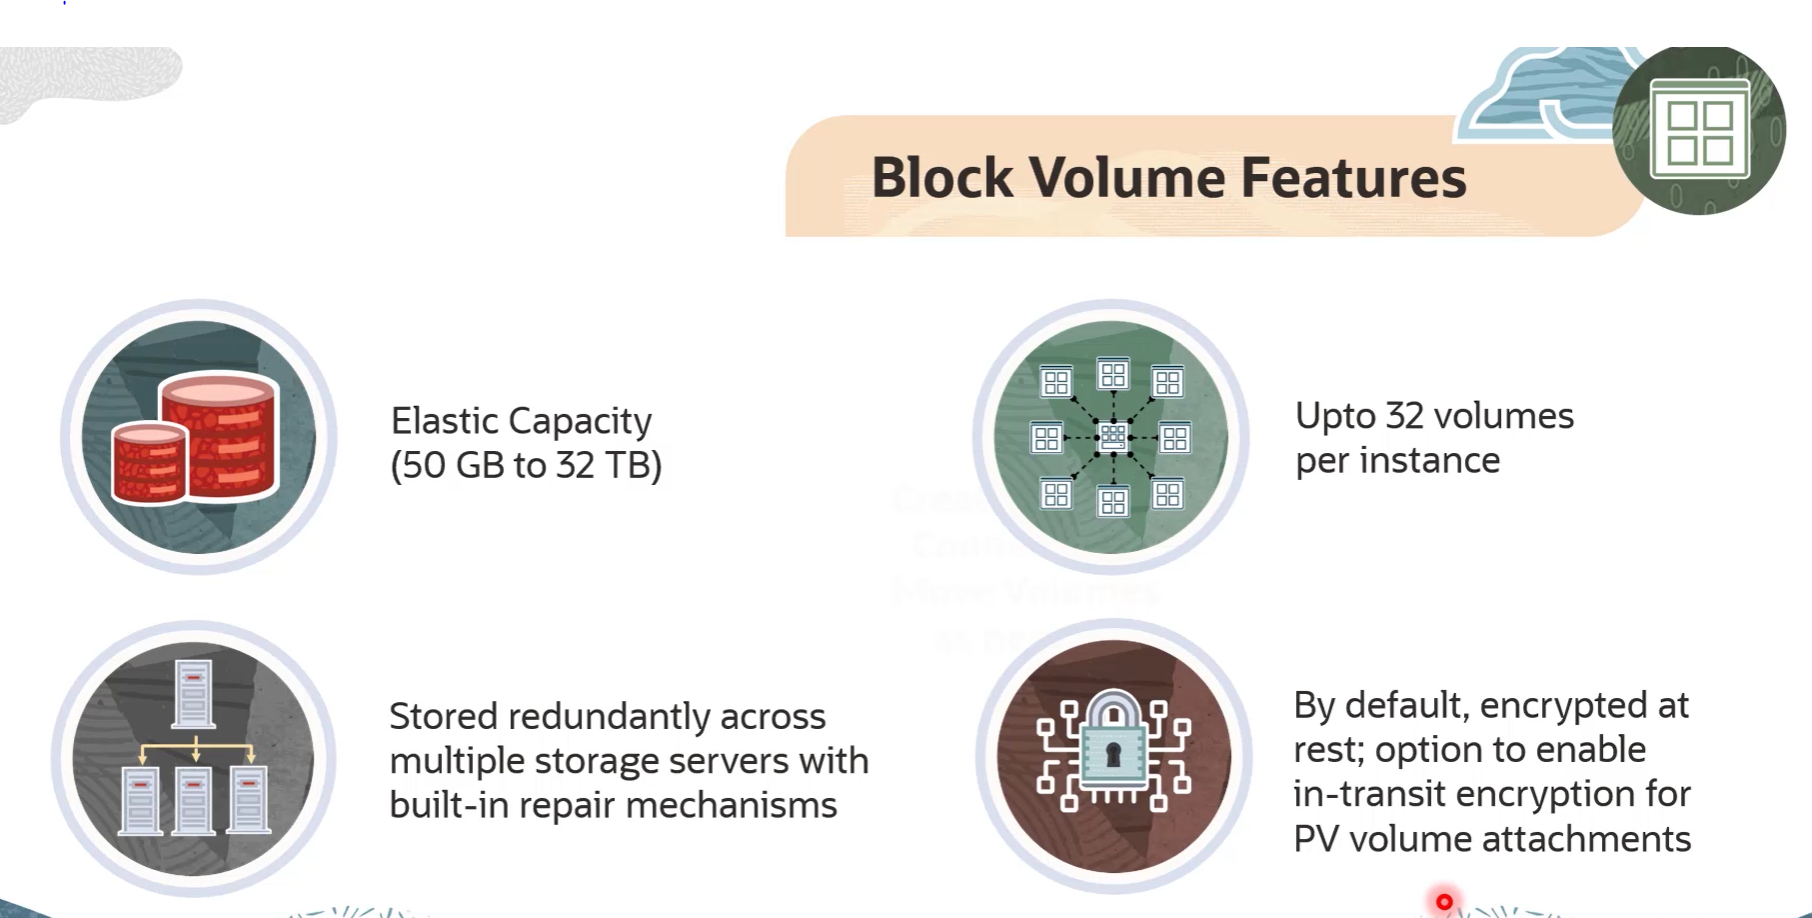 Block Volume Features
Elastic Capacity
(50 GB to 32 TB)
Upto 32 volumes
per instance
Stored redundantly across
multiple storage servers with
built-in repair mechanisms
By default, encrypted at
rest; option to enable
in-transit encryption for
PV volume attachments